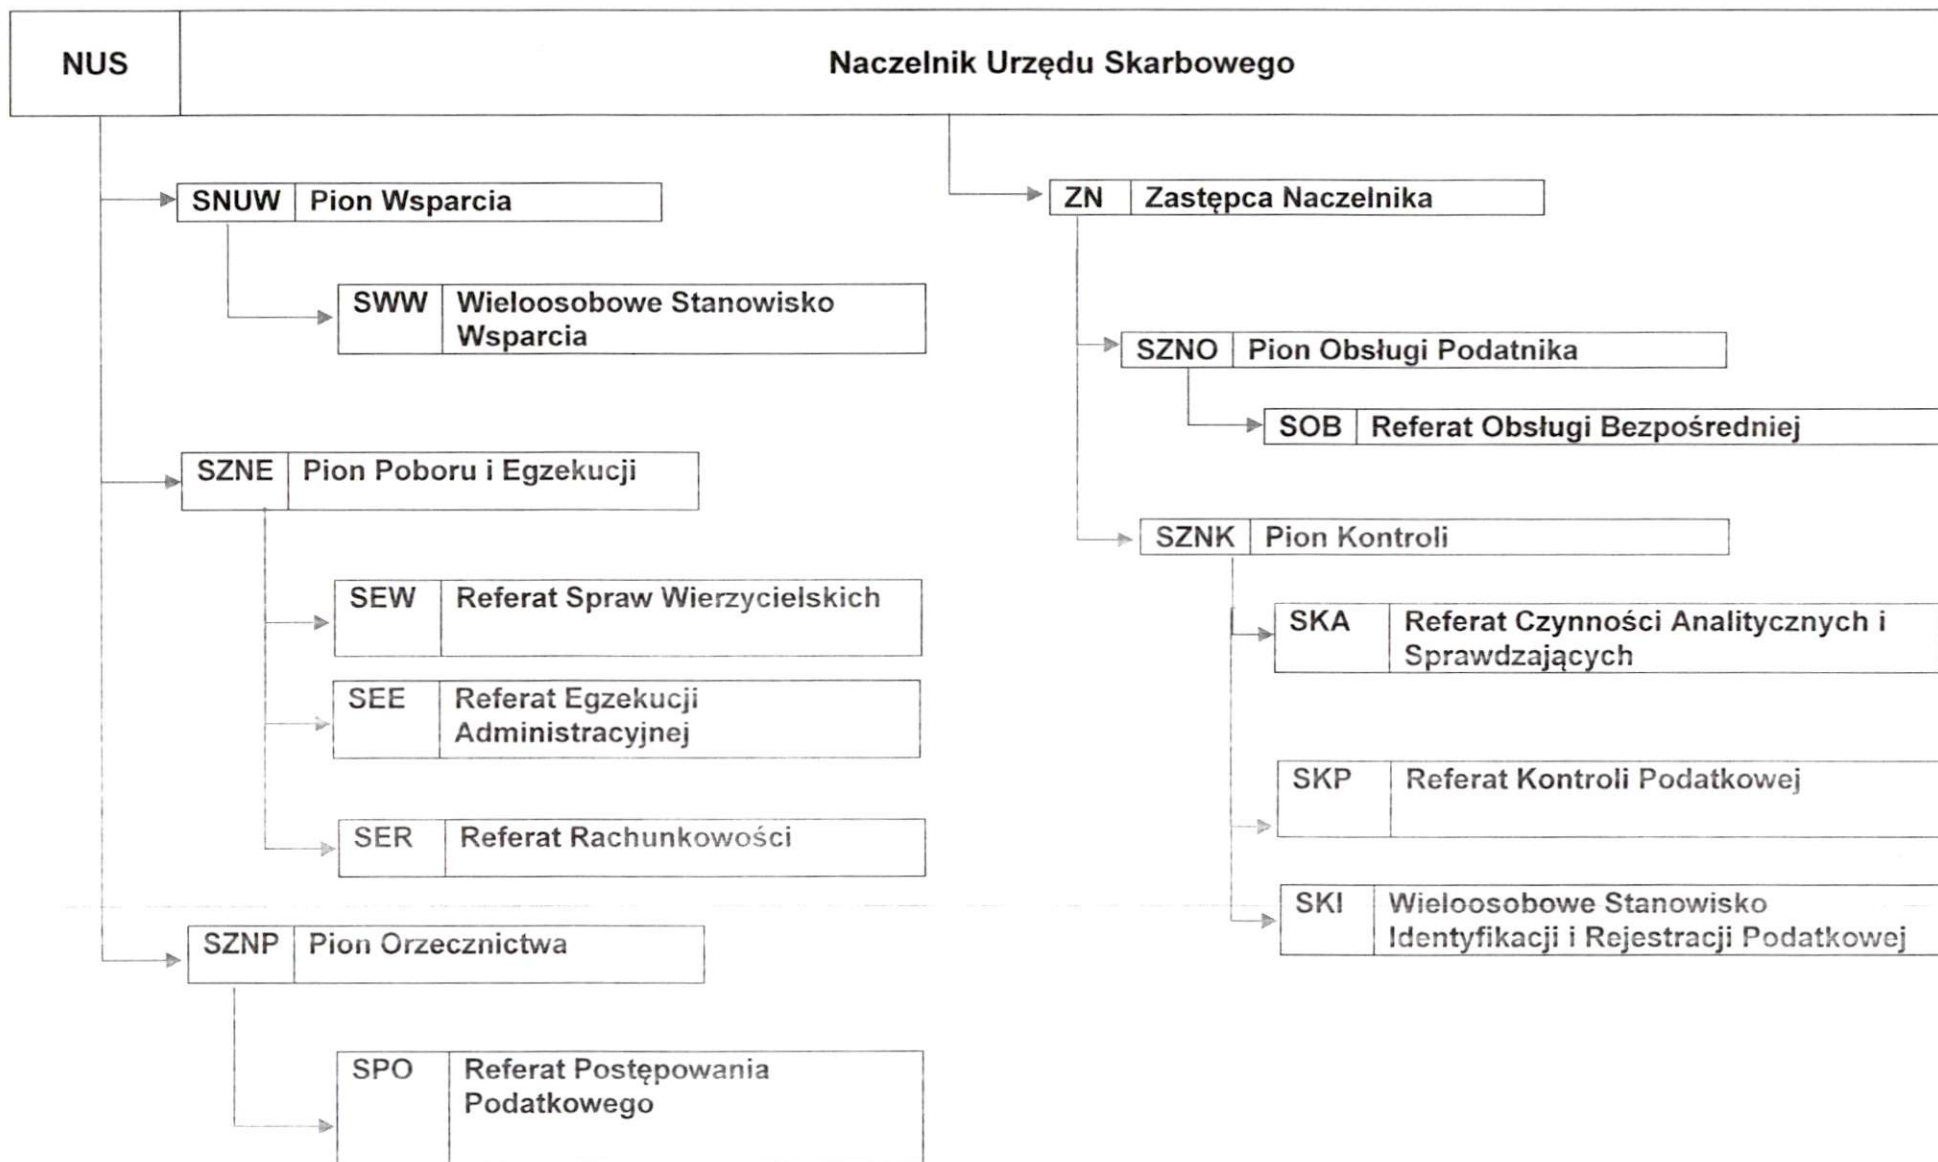 NUS
Naczelnik Urzędu Skarbowego
SNUW
Pion Wsparcia
SWW
Wieloosobowe Stanowisko
Wsparcia
SZNE
Pion Poboru i Egzekucji
SEW
Referat Spraw Wierzycielskich
SEE
Referat Egzekucji
Administracyjnej
SER
Referat Rachunkowości
SZNP
Pion Orzecznictwa
SPO
Referat Postępowania
Podatkowego
ZN
Zastępca Naczelnika
SZNO
Pion Obsługi Podatnika
SOB
Referat Obsługi Bezpośredniej
SZNK
Pion Kontroli
SKA
Referat Czynności Analitycznych i
Sprawdzających
SKP
Referat Kontroli Podatkowej
SKI
Wieloosobowe Stanowisko
Identyfikacji i Rejestracji Podatkowej